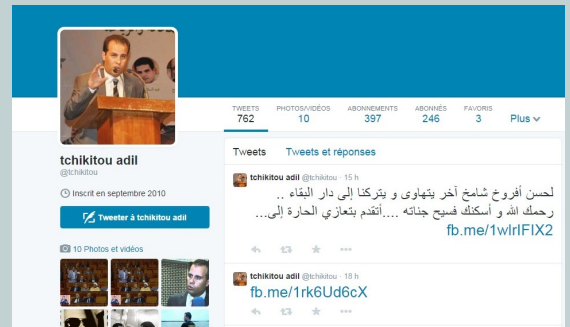 TWEETS PHOTOS/VIDÉOS ABONNEMENTS ABONNÉS FAVORIS
762 10 397 246 3 Plus
tchikitou adil
@tchikitou
Inscrit en septembre 2010
Tweeter à tchikitou adil
10 Photos et vidéos
Tweets Tweets et réponses
tchikitou adil @tchikitou · 15 h
لحسن أفروخ شامخ آخر يتهاوى و يتركنا إلى دار البقاء ..
رحمك الله و أسكنك فسيح جناته ....أتقدم بتعازي الحارة إلى...
fb.me/1wlrIFIX2
tchikitou adil @tchikitou · 18 h
fb.me/1rk6Ud6cX